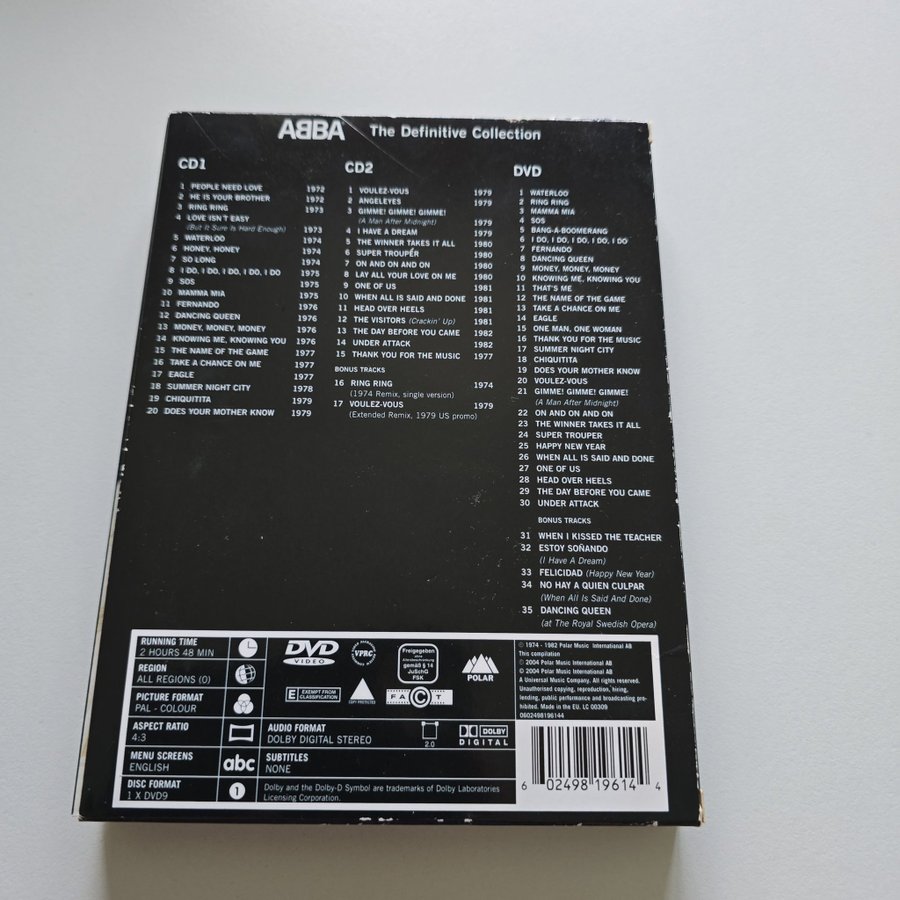 ABBA The Definitive Collection
CD1
1 PEOPLE NEED LOVE 1972
2 HE IS YOUR BROTHER 1972
3 RING RING 1973
4 LOVE ISN'T EASY
(But It Sure Is Hard Enough) 1973
5 WATERLOO 1974
6 HONEY, HONEY 1974
7 SO LONG 1974
8 I DO, I DO, I DO, I DO, I DO 1975
9 SOS 1975
10 MAMMA MIA 1975
11 FERNANDO 1976
12 DANCING QUEEN 1976
13 MONEY, MONEY, MONEY 1976
14 KNOWING ME, KNOWING YOU 1976
15 THE NAME OF THE GAME 1977
16 TAKE A CHANCE ON ME 1977
17 EAGLE 1977
18 SUMMER NIGHT CITY 1978
19 CHIQUITITA 1979
20 DOES YOUR MOTHER KNOW 1979
CD2
1 VOULEZ-VOUS 1979
2 ANGELEYES 1979
3 GIMME! GIMME! GIMME!
(A Man After Midnight) 1979
4 I HAVE A DREAM 1979
5 THE WINNER TAKES IT ALL 1980
6 SUPER TROUPER 1980
7 ON AND ON AND ON 1980
8 LAY ALL YOUR LOVE ON ME 1980
9 ONE OF US 1981
10 WHEN ALL IS SAID AND DONE 1981
11 HEAD OVER HEELS 1981
12 THE VISITORS (Crackin' Up) 1981
13 THE DAY BEFORE YOU CAME 1982
14 UNDER ATTACK 1982
15 THANK YOU FOR THE MUSIC 1977
BONUS TRACKS
16 RING RING 1974
(1974 Remix, single version)
17 VOULEZ-VOUS 1979
(Extended Remix, 1979 US promo)
DVD
1 WATERLOO
2 RING RING
3 MAMMA MIA
4 SOS
5 BANG-A-BOOMERANG
6 I DO, I DO, I DO, I DO, I DO
7 FERNANDO
8 DANCING QUEEN
9 MONEY, MONEY, MONEY
10 KNOWING ME, KNOWING YOU
11 THAT'S ME
12 THE NAME OF THE GAME
13 TAKE A CHANCE ON ME
14 EAGLE
15 ONE MAN, ONE WOMAN
16 THANK YOU FOR THE MUSIC
17 SUMMER NIGHT CITY
18 CHIQUITITA
19 DOES YOUR MOTHER KNOW
20 VOULEZ-VOUS
21 GIMME! GIMME! GIMME!
(A Man After Midnight)
22 ON AND ON AND ON
23 THE WINNER TAKES IT ALL
24 SUPER TROUPER
25 HAPPY NEW YEAR
26 WHEN ALL IS SAID AND DONE
27 ONE OF US
28 HEAD OVER HEELS
29 THE DAY BEFORE YOU CAME
30 UNDER ATTACK
BONUS TRACKS
31 WHEN I KISSED THE TEACHER
32 ESTOY SOÑANDO
(I Have A Dream)
33 FELICIDAD (Happy New Year)
34 NO HAY A QUIEN CULPAR
(When All Is Said And Done)
35 DANCING QUEEN
(at The Royal Swedish Opera)
RUNNING TIME
2 HOURS 48 MIN
REGION
ALL REGIONS (0)
PICTURE FORMAT
PAL - COLOUR
ASPECT RATIO
4:3
MENU SCREENS
ENGLISH
abc
DISC FORMAT
1 X DVD9
1
DVD
VIDEO
VPRC
Freigegeben
ohne
Altersbeschränkung
gemäß § 14
JuSchG
FSK
POLAR
E EXEMPT FROM CLASSIFICATION
COPY PROTECTED
FACT
AUDIO FORMAT
DOLBY DIGITAL STEREO
2.0
DOLBY
DIGITAL
SUBTITLES
NONE
Dolby and the Dolby-D Symbol are trademarks of Dolby Laboratories
Licensing Corporation.
℗ 1974 - 1982 Polar Music International AB
This compilation
℗ 2004 Polar Music International AB
© 2004 Polar Music International AB
A Universal Music Company. All rights reserved.
Unauthorised copying, reproduction, hiring,
lending, public performance and broadcasting pro-
hibited. Made in the EU. LC 00309
0602498196144
6 02498 19614 4